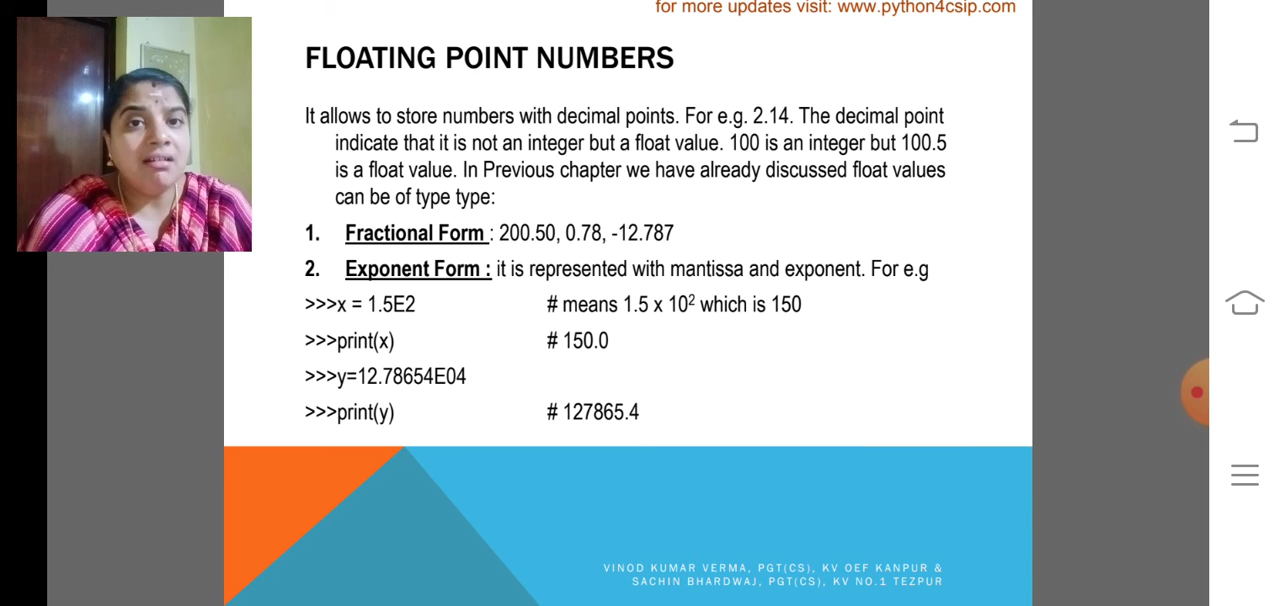 for more updates visit: www.python4csip.com
FLOATING POINT NUMBERS
It allows to store numbers with decimal points. For e.g. 2.14. The decimal point
indicate that it is not an integer but a float value. 100 is an integer but 100.5
is a float value. In Previous chapter we have already discussed float values
can be of type type:
1. Fractional Form : 200.50, 0.78, -12.787
2. Exponent Form : it is represented with mantissa and exponent. For e.g
>>>x = 1.5E2 # means 1.5 x 10² which is 150
>>>print(x) # 150.0
>>>y=12.78654E04
>>>print(y) # 127865.4
VINOD KUMAR VERMA, PGT(CS), KV OEF KANPUR &
SACHIN BHARDWAJ, PGT(CS), KV NO.1 TEZPUR